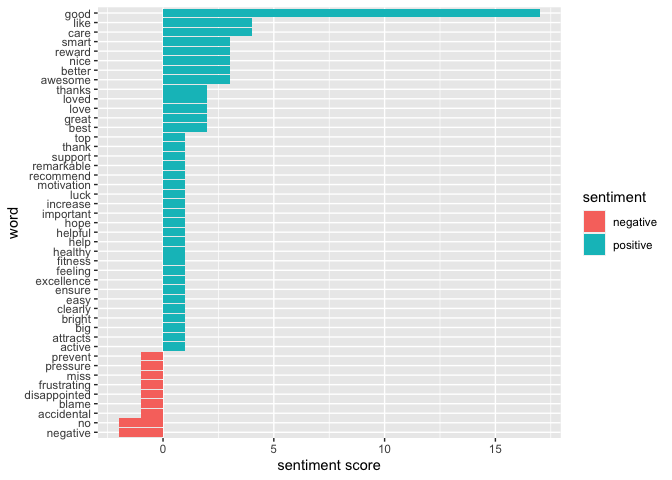 good
like
care
smart
reward
nice
better
awesome
thanks
loved
love
great
best
top
thank
support
remarkable
recommend
motivation
luck
increase
important
hope
helpful
help
healthy
fitness
feeling
excellence
ensure
easy
clearly
bright
big
attracts
active
prevent
pressure
miss
frustrating
disappointed
blame
accidental
no
negative
word
0 5 10 15
sentiment score
sentiment
negative
positive